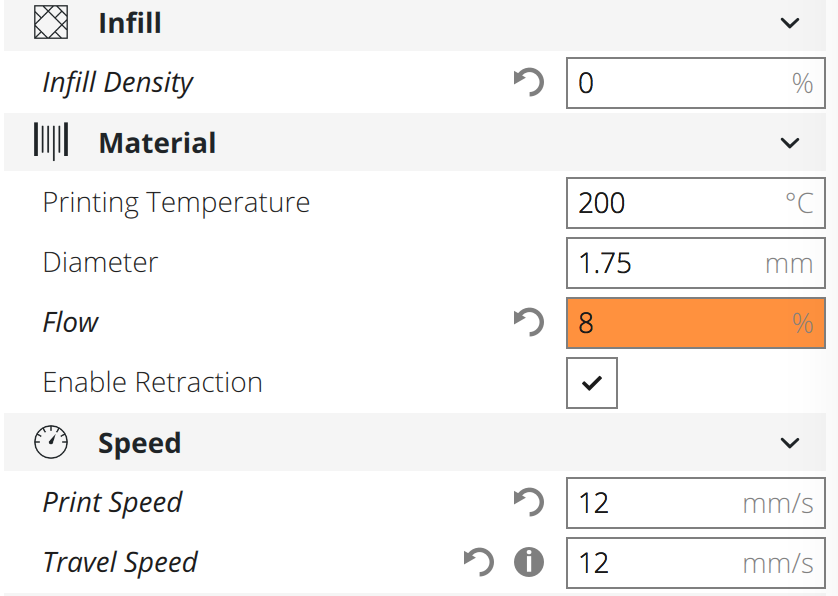 Infill
Infill Density 0 %
Material
Printing Temperature 200 °C
Diameter 1.75 mm
Flow 8 %
Enable Retraction
Speed
Print Speed 12 mm/s
Travel Speed i 12 mm/s